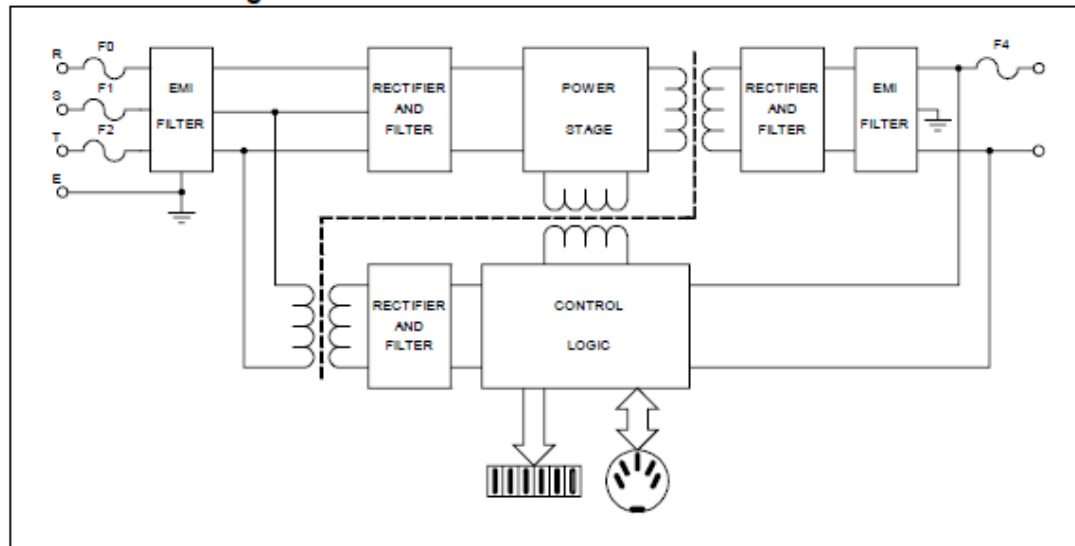 R
F0
S
F1
T
F2
E
EMI
FILTER
RECTIFIER
AND
FILTER
POWER
STAGE
RECTIFIER
AND
FILTER
EMI
FILTER
F4
RECTIFIER
AND
FILTER
CONTROL
LOGIC